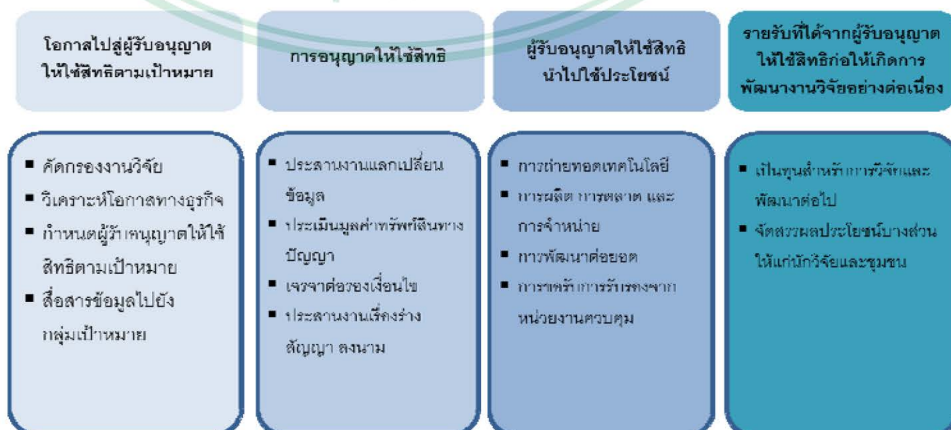 โอกาสไปสู่ผู้รับอนุญาต
ให้ใช้สิทธิตามเป้าหมาย
คัดกรองงานวิจัย
วิเคราะห์โอกาสทางธุรกิจ
กำหนดผู้รับอนุญาตให้ใช้
สิทธิตามเป้าหมาย
สื่อสารข้อมูลไปยัง
กลุ่มเป้าหมาย
การอนุญาตให้ใช้สิทธิ
ประสานงานแลกเปลี่ยน
ข้อมูล
ประเมินมูลค่าทรัพย์สินทาง
ปัญญา
เจรจาต่อรองเงื่อนไข
ประสานงานเรื่องร่าง
สัญญา ลงนาม
ผู้รับอนุญาตให้ใช้สิทธิ
นำไปใช้ประโยชน์
การถ่ายทอดเทคโนโลยี
การผลิต การตลาด และ
การจำหน่าย
การพัฒนาต่อยอด
การขอรับการรับรองจาก
หน่วยงานควบคุม
รายรับที่ได้จากผู้รับอนุญาต
ให้ใช้สิทธิก่อให้เกิดการ
พัฒนางานวิจัยอย่างต่อเนื่อง
เป็นทุนสำหรับการวิจัยและ
พัฒนาต่อไป
จัดสรรผลประโยชน์บางส่วน
ให้แก่นักวิจัยและชุมชน